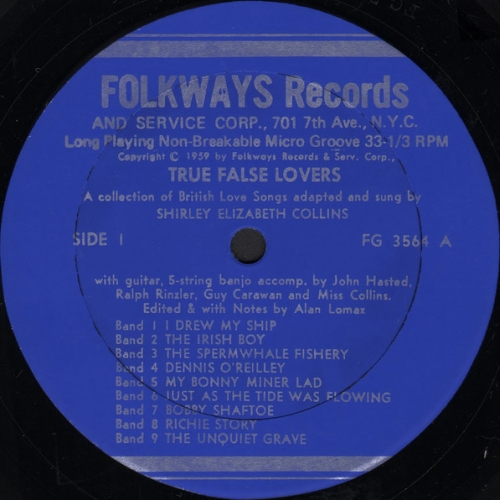 FOLKWAYS Records
AND SERVICE CORP., 701 7th Ave., N.Y.C.
Long Playing Non-Breakable Micro Groove 33-1/3 RPM
Copyright © 1959 by Folkways Records & Serv. Corp.,
TRUE FALSE LOVERS
A collection of British Love Songs adapted and sung by
SHIRLEY ELIZABETH COLLINS
SIDE I
FG 3564 A
with guitar, 5-string banjo accomp. by John Hasted,
Ralph Rinzler, Guy Carawan and Miss Collins.
Edited & with Notes by Alan Lomax
Band 1 I DREW MY SHIP
Band 2 THE IRISH BOY
Band 3 THE SPERMWHALE FISHERY
Band 4 DENNIS O'REILLEY
Band 5 MY BONNY MINER LAD
Band 6 JUST AS THE TIDE WAS FLOWING
Band 7 BOBBY SHAFTOE
Band 8 RICHIE STORY
Band 9 THE UNQUIET GRAVE